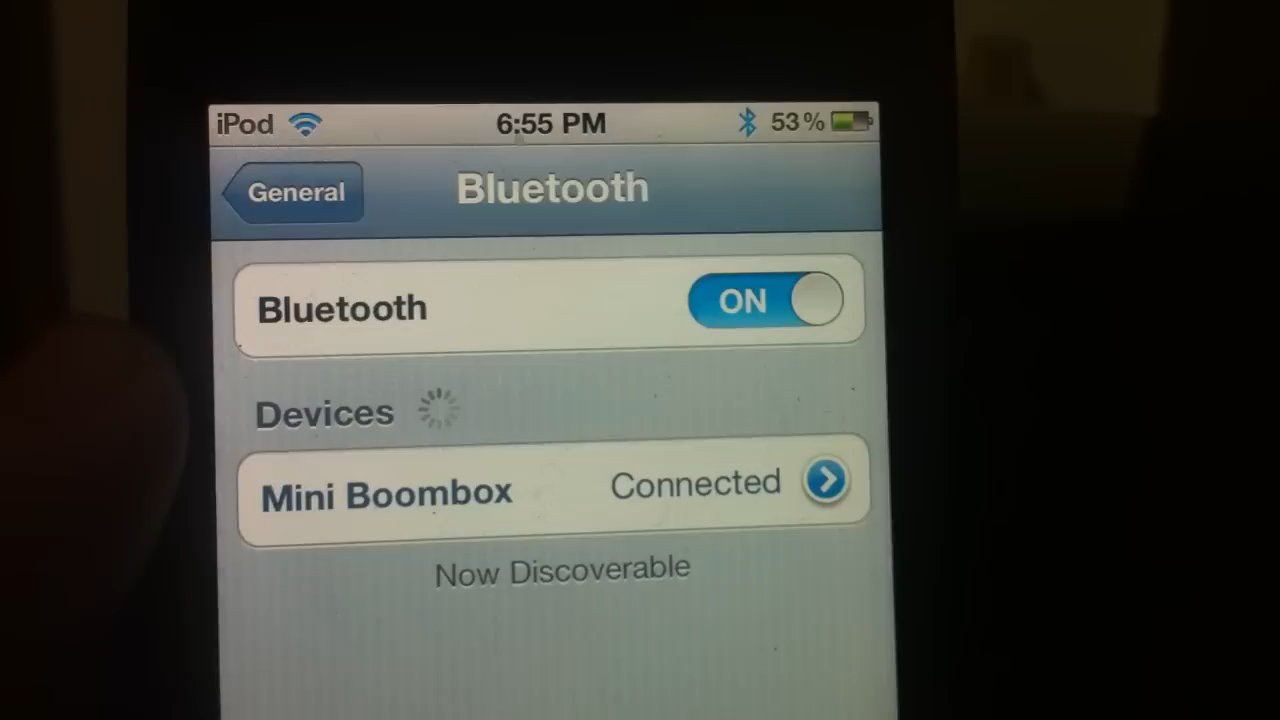 iPod 6:55 PM 53%
General Bluetooth
Bluetooth ON
Devices
Mini Boombox Connected
Now Discoverable